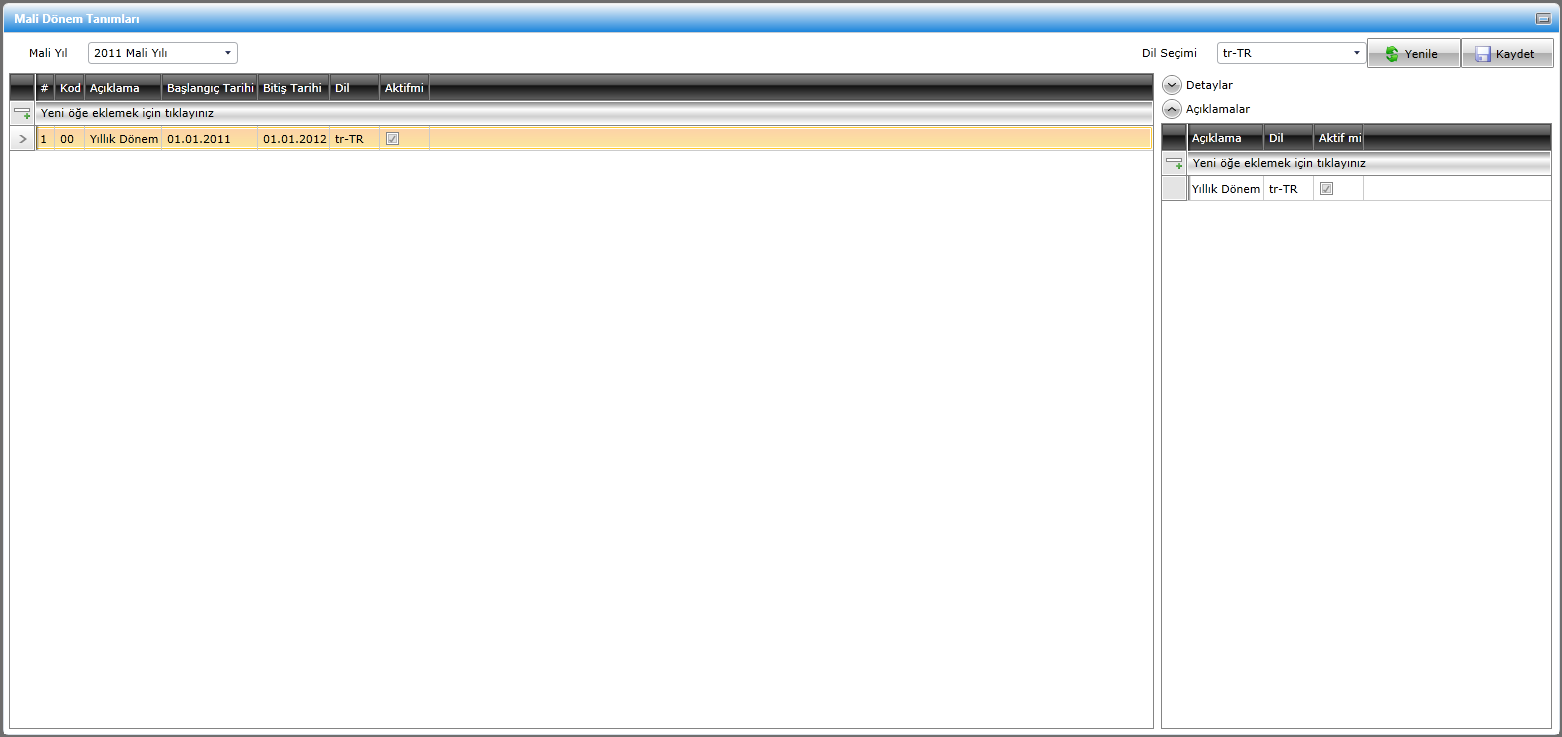 Mali Dönem Tanımları
Mali Yıl 2011 Mali Yılı Dil Seçimi tr-TR Yenile Kaydet
# Kod Açıklama Başlangıç Tarihi Bitiş Tarihi Dil Aktifmi
Yeni öğe eklemek için tıklayınız
1 00 Yıllık Dönem 01.01.2011 01.01.2012 tr-TR
Detaylar
Açıklamalar
Açıklama Dil Aktif mi
Yeni öğe eklemek için tıklayınız
Yıllık Dönem tr-TR